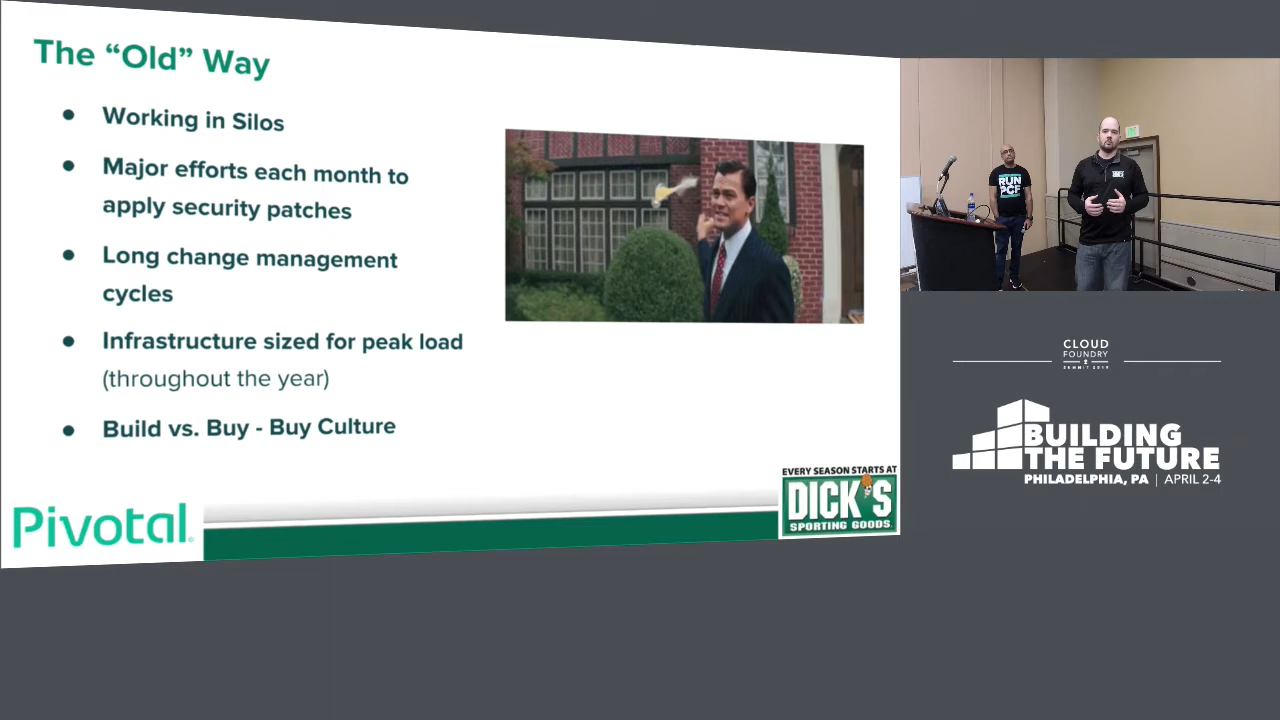 The “Old” Way
● Working in Silos
● Major efforts each month to
apply security patches
● Long change management
cycles
● Infrastructure sized for peak load
(throughout the year)
● Build vs. Buy - Buy Culture
Pivotal
EVERY SEASON STARTS AT
DICK'S
SPORTING GOODS
RUN
PCF
CLOUD
FOUNDRY
SUMMIT 2019
BUILDING
THE FUTURE
PHILADELPHIA, PA | APRIL 2-4